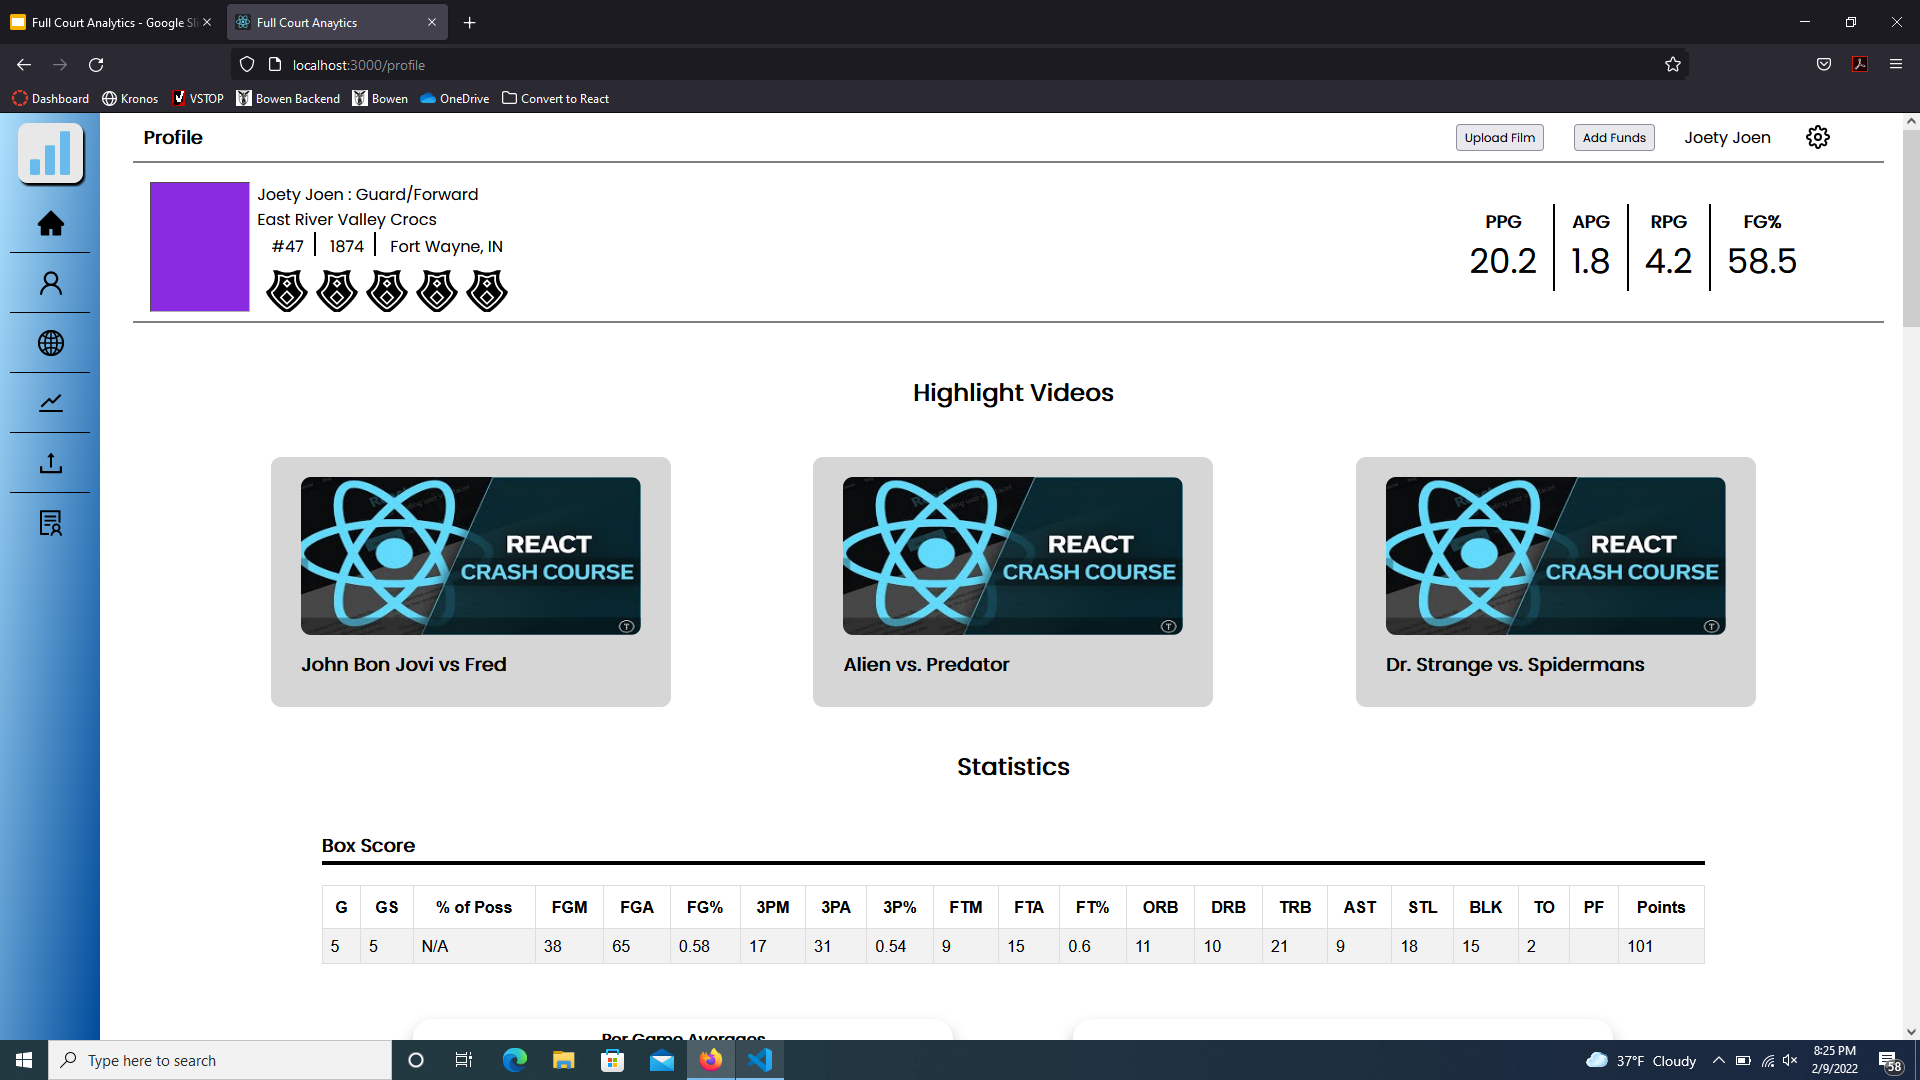 Full Court Analytics - Google Sli
Full Court Anaytics
localhost:3000/profile
Dashboard Kronos VSTOP Bowen Backend Bowen OneDrive Convert to React
Profile Upload Film Add Funds Joety Joen
Joety Joen : Guard/Forward
East River Valley Crocs
#47 1874 Fort Wayne, IN
PPG APG RPG FG%
20.2 1.8 4.2 58.5
Highlight Videos
REACT
CRASH COURSE
John Bon Jovi vs Fred
REACT
CRASH COURSE
Alien vs. Predator
REACT
CRASH COURSE
Dr. Strange vs. Spidermans
Statistics
Box Score
G GS % of Poss FGM FGA FG% 3PM 3PA 3P% FTM FTA FT% ORB DRB TRB AST STL BLK TO PF Points
5 5 N/A 38 65 0.58 17 31 0.54 9 15 0.6 11 10 21 9 18 15 2 101
Per Game Averages
Type here to search
37°F Cloudy
8:25 PM
2/9/2022
58